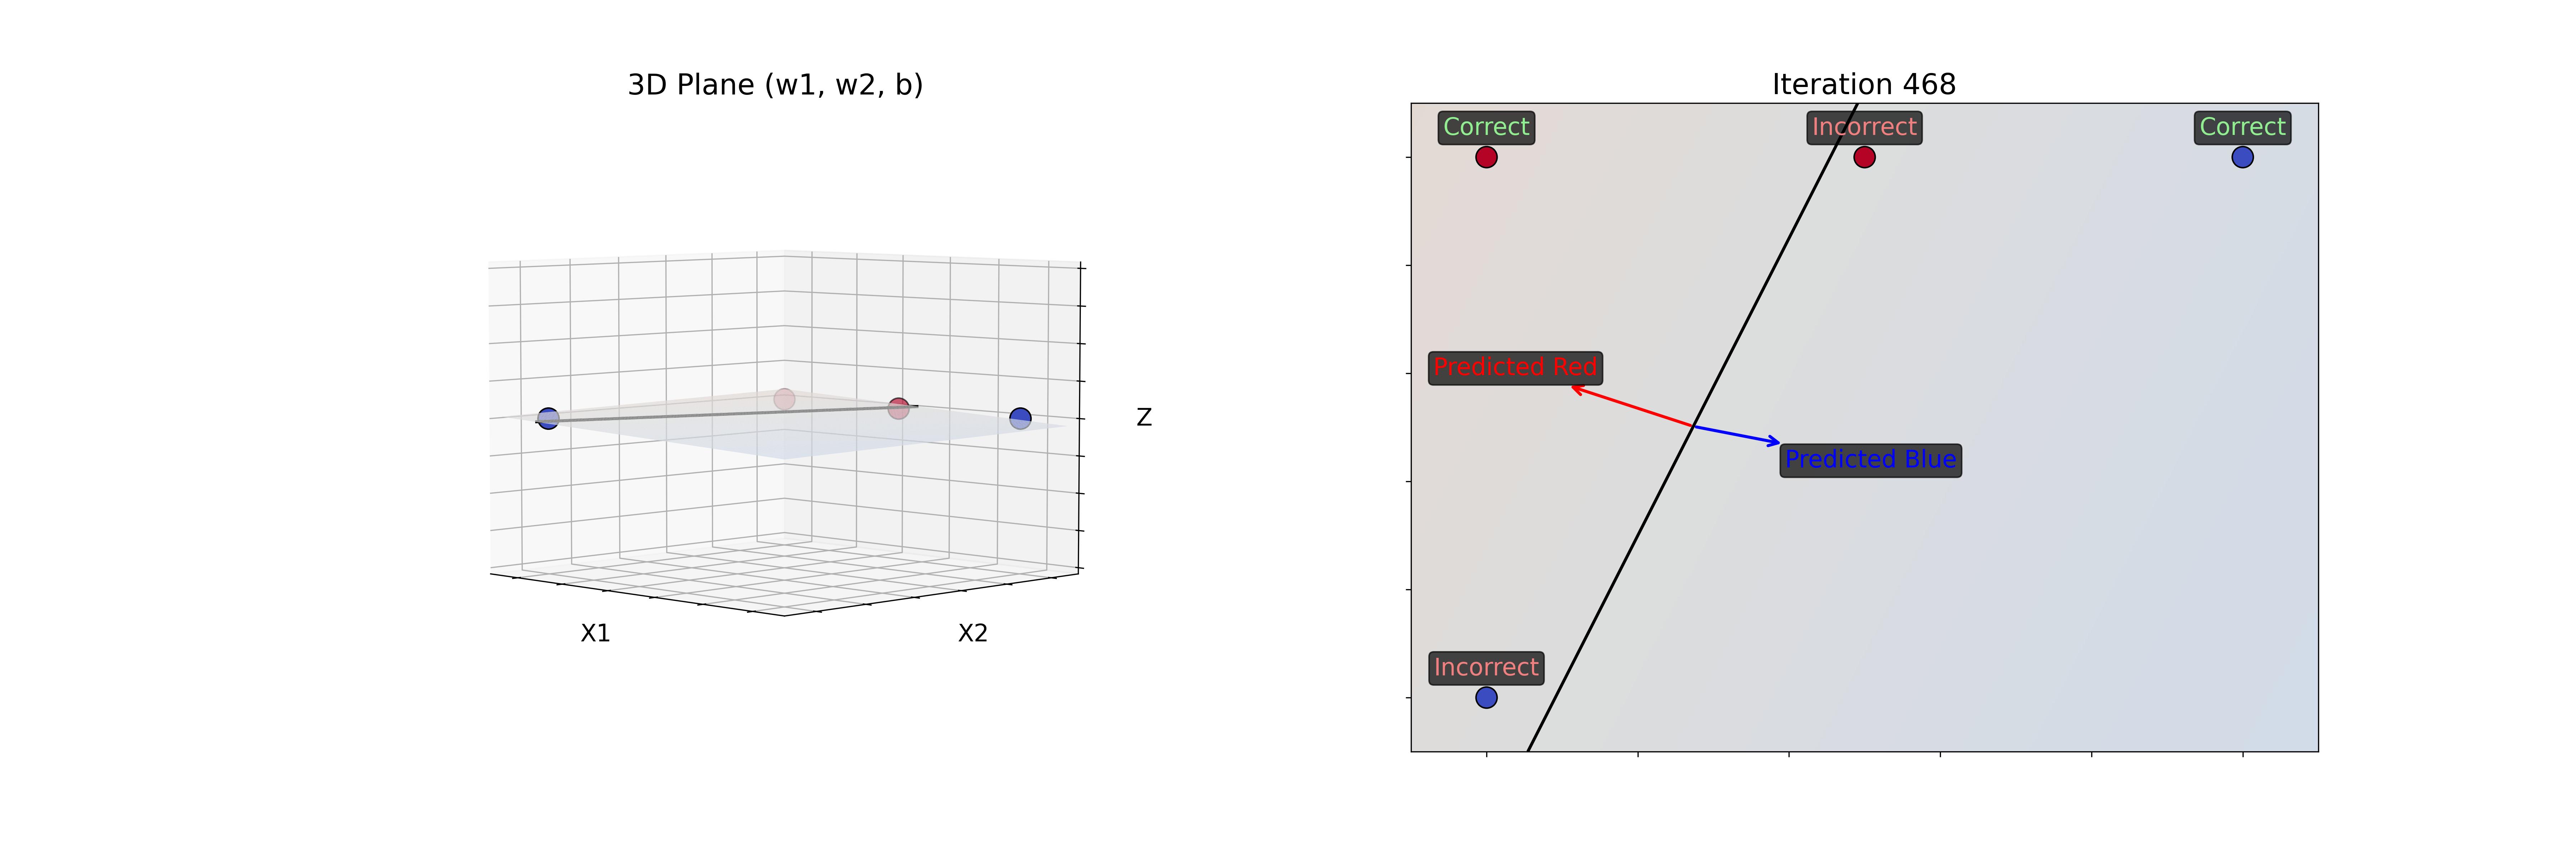 3D Plane (w1, w2, b)
Z
X1
X2
Iteration 468
Correct
Incorrect
Correct
Predicted Red
Predicted Blue
Incorrect